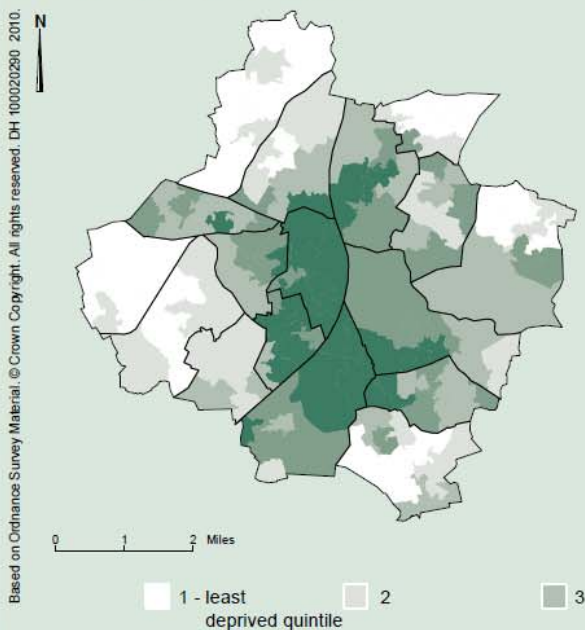 Based on Ordnance Survey Material. © Crown Copyright. All rights reserved. DH 100020290 2010.
N
0 1 2 Miles
1 - least
deprived quintile
2
3